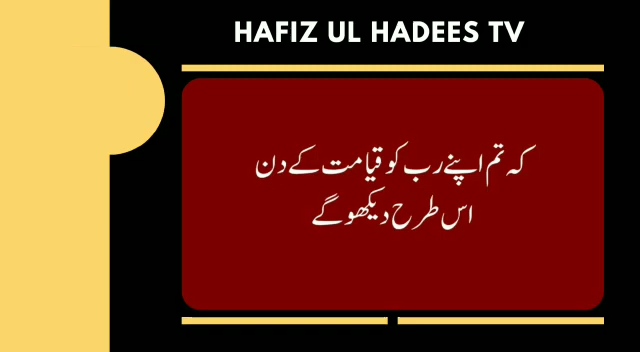 HAFIZ UL HADEES TV
کہ تم اپنے رب کو قیامت کے دن
اس طرح دیکھو گے